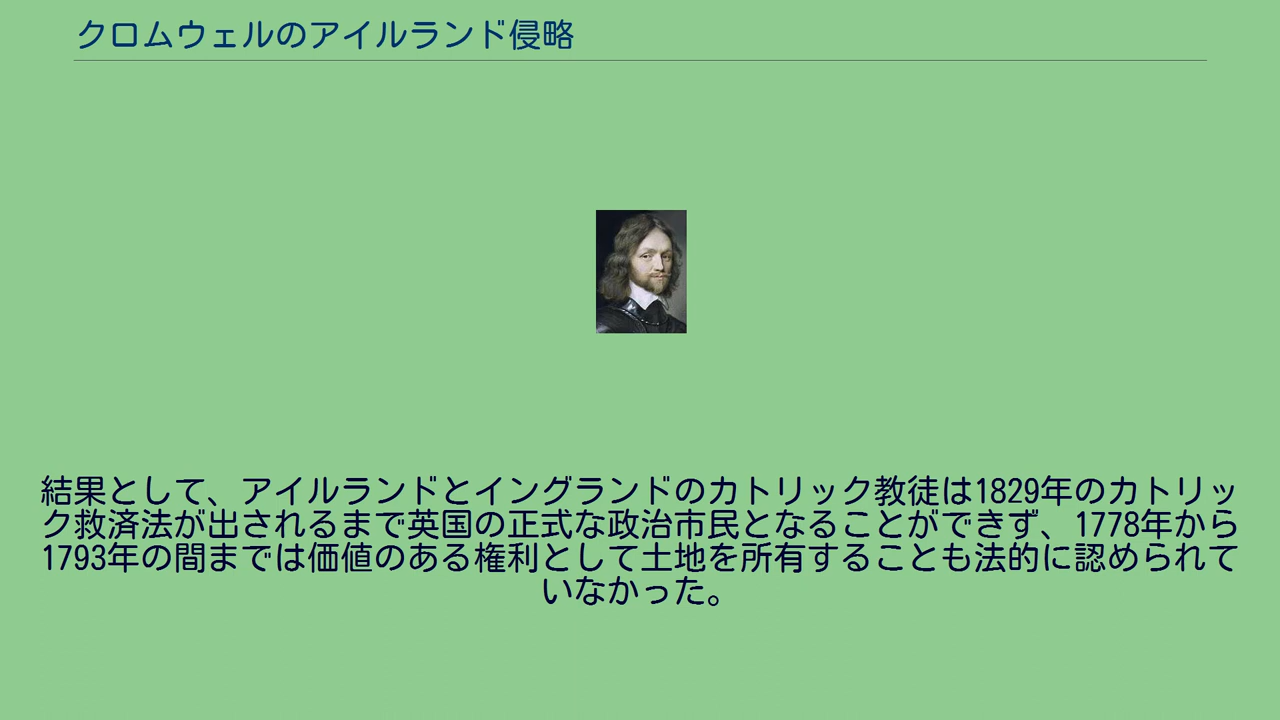 クロムウェルのアイルランド侵略
結果として、アイルランドとイングランドのカトリック教徒は1829年のカトリッ
ク救済法が出されるまで英国の正式な政治市民となることができず、1778年から
1793年の間までは価値のある権利として土地を所有することも法的に認められて
いなかった。